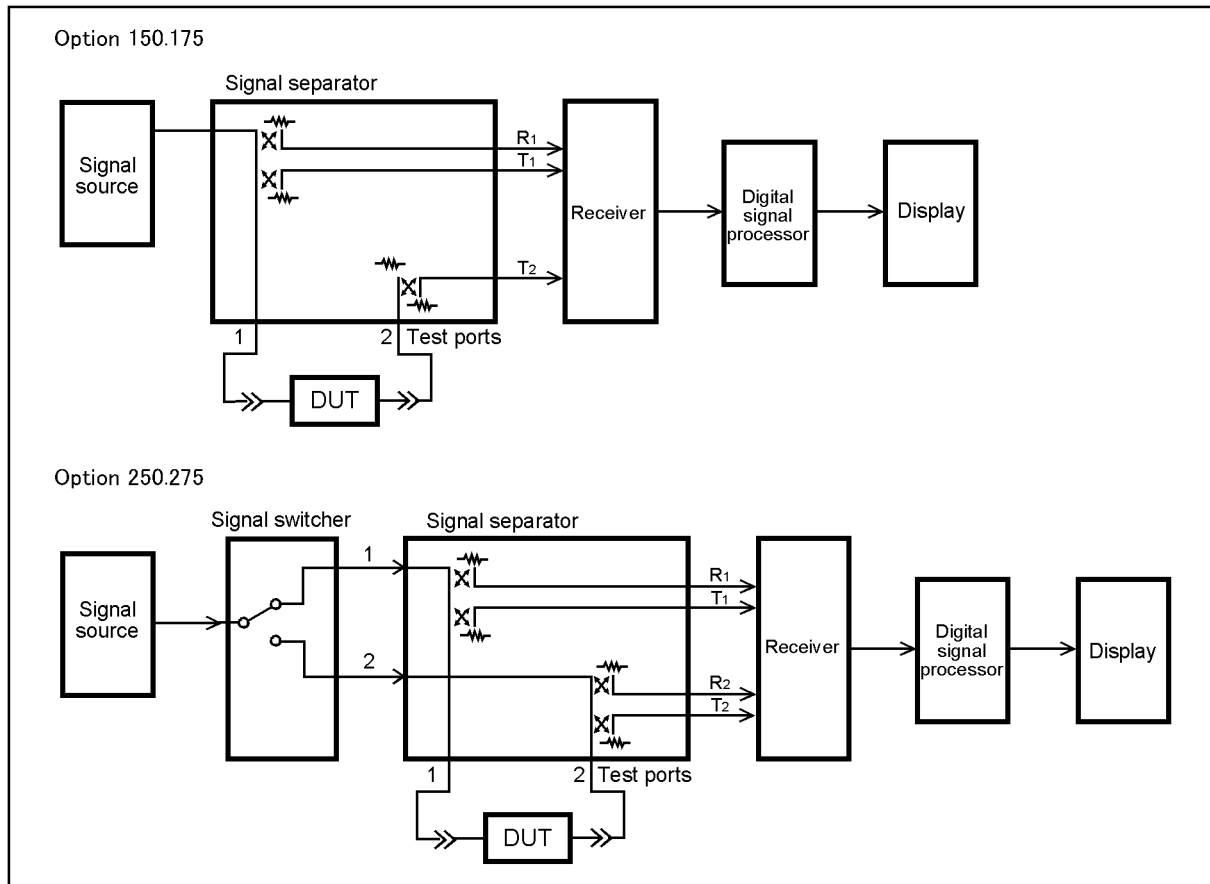 Option 150.175
Signal separator
Signal
source
R1
T1
T2
Receiver
Digital
signal
processor
Display
1
2
Test ports
DUT
Option 250.275
Signal switcher
Signal separator
Signal
source
1
2
R1
T1
R2
T2
Receiver
Digital
signal
processor
Display
1
2
Test ports
DUT